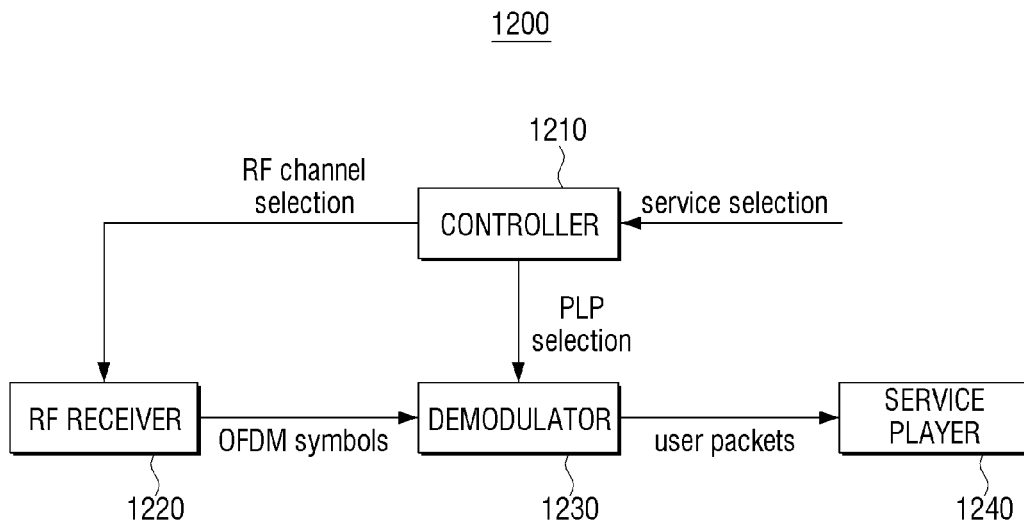 1200
1210
RF channel
selection
CONTROLLER
service selection
PLP
selection
RF RECEIVER
OFDM symbols
DEMODULATOR
user packets
SERVICE
PLAYER
1220
1230
1240